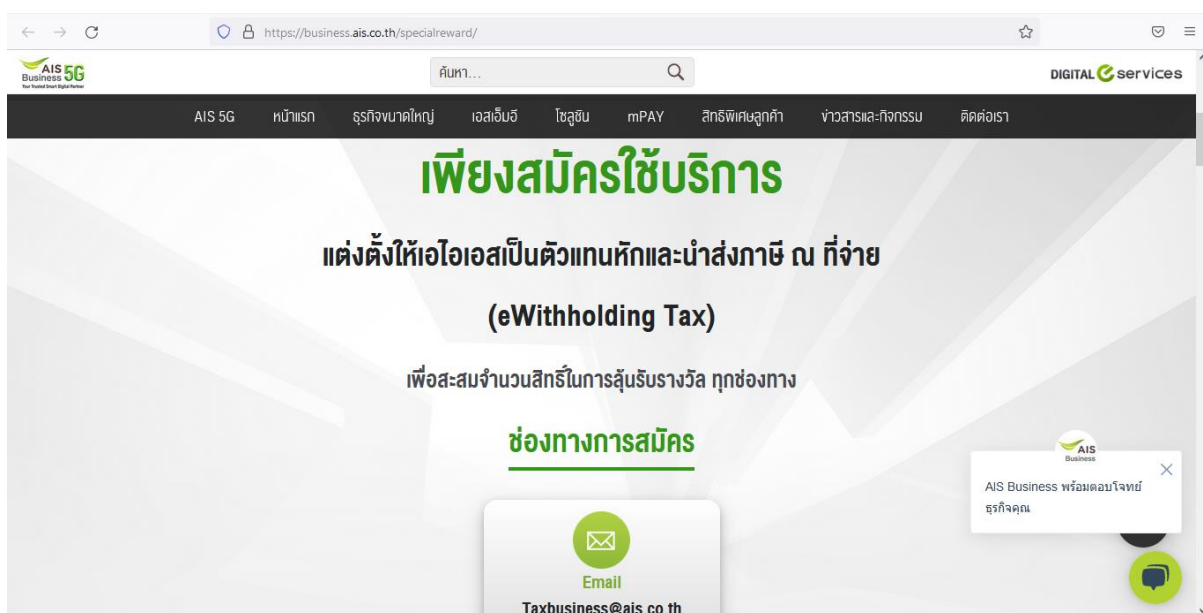 https://business.ais.co.th/specialreward/
AIS
Business 5G
Your Trusted Smart Digital Partner
ค้นหา...
DIGITAL services
AIS 5G หน้าแรก ธุรกิจขนาดใหญ่ เอสเอ็มอี โซลูชัน mPAY สิทธิพิเศษลูกค้า ข่าวสารและกิจกรรม ติดต่อเรา
เพียงสมัครใช้บริการ
แต่งตั้งให้เอไอเอสเป็นตัวแทนหักและนำส่งภาษี ณ ที่จ่าย
(eWithholding Tax)
เพื่อสะสมจำนวนสิทธิ์ในการลุ้นรับรางวัล ทุกช่องทาง
ช่องทางการสมัคร
AIS
Business
AIS Business พร้อมตอบโจทย์
ธุรกิจคุณ
Email
Taxbusiness@ais.co.th